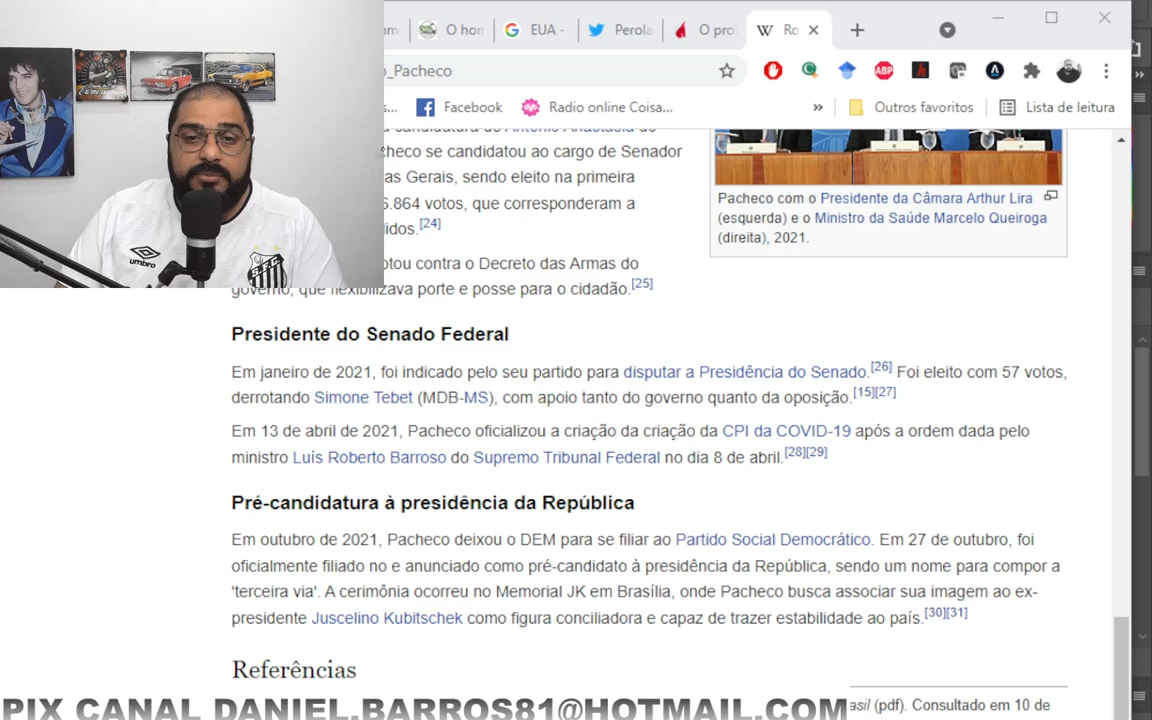 O hon
EUA -
Perola
O pro
Ro
_Pacheco
Facebook
Radio online Coisa...
»
Outros favoritos
Lista de leitura
checo se candidatou ao cargo de Senador
as Gerais, sendo eleito na primeira
6.864 votos, que corresponderam a
idos.[24]
otou contra o Decreto das Armas do
governo, que flexibilizava porte e posse para o cidadão.[25]
Pacheco com o Presidente da Câmara Arthur Lira
(esquerda) e o Ministro da Saúde Marcelo Queiroga
(direita), 2021.
Presidente do Senado Federal
Em janeiro de 2021, foi indicado pelo seu partido para disputar a Presidência do Senado.[26] Foi eleito com 57 votos,
derrotando Simone Tebet (MDB-MS), com apoio tanto do governo quanto da oposição.[15][27]
Em 13 de abril de 2021, Pacheco oficializou a criação da criação da CPI da COVID-19 após a ordem dada pelo
ministro Luís Roberto Barroso do Supremo Tribunal Federal no dia 8 de abril.[28][29]
Pré-candidatura à presidência da República
Em outubro de 2021, Pacheco deixou o DEM para se filiar ao Partido Social Democrático. Em 27 de outubro, foi
oficialmente filiado no e anunciado como pré-candidato à presidência da República, sendo um nome para compor a
'terceira via'. A cerimônia ocorreu no Memorial JK em Brasília, onde Pacheco busca associar sua imagem ao ex-
presidente Juscelino Kubitschek como figura conciliadora e capaz de trazer estabilidade ao país.[30][31]
Referências
asil (pdf). Consultado em 10 de
PIX CANAL DANIEL.BARROS81@HOTMAIL.COM
umbro
ABP